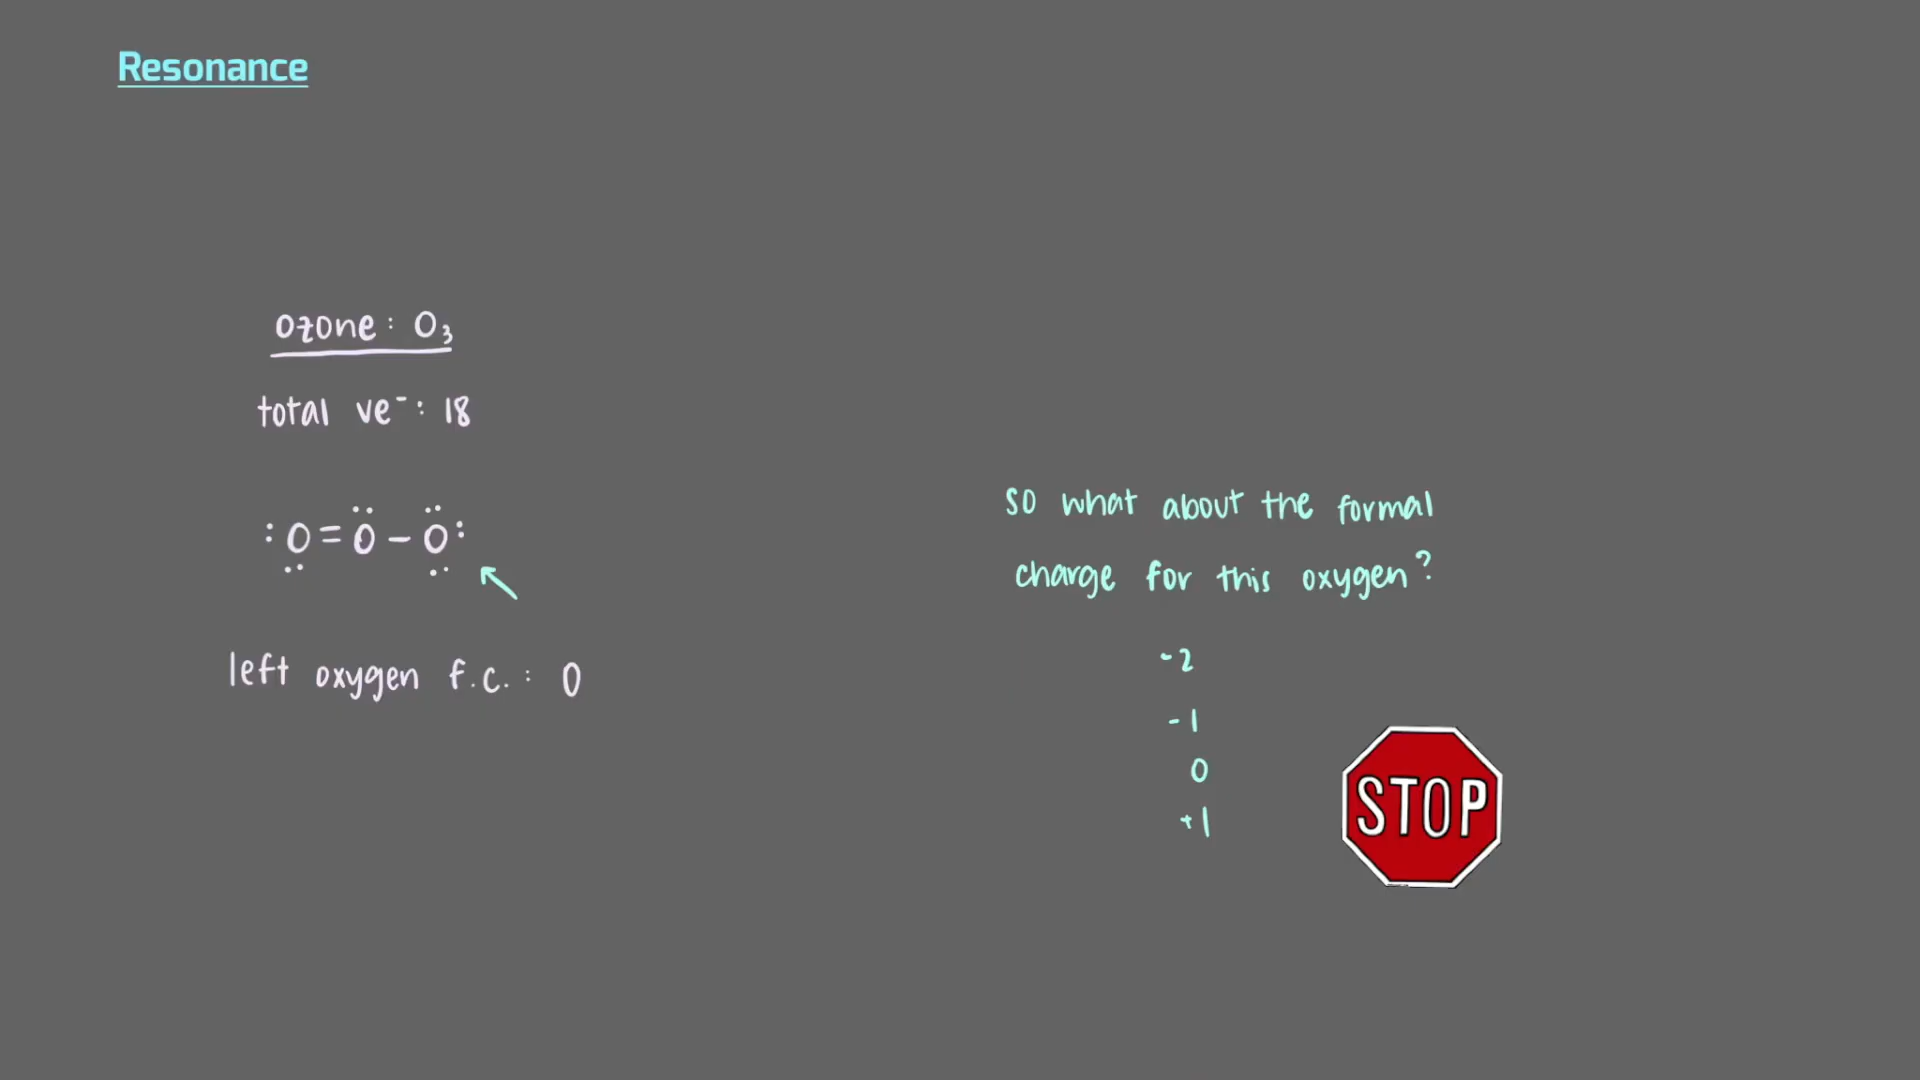 Resonance
ozone: O₃
total ve⁻: 18
:O=O-O:
left oxygen f.c.: 0
so what about the formal
charge for this oxygen?
-2
-1
0
+1
STOP